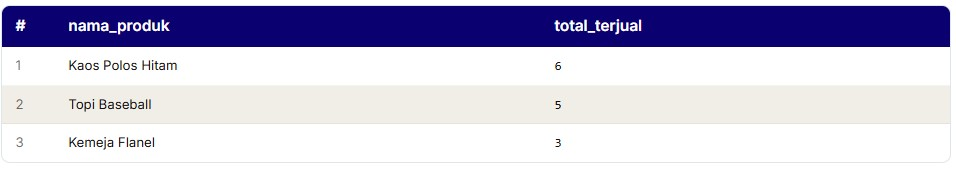 # nama_produk total_terjual
1 Kaos Polos Hitam 6
2 Topi Baseball 5
3 Kemeja Flanel 3